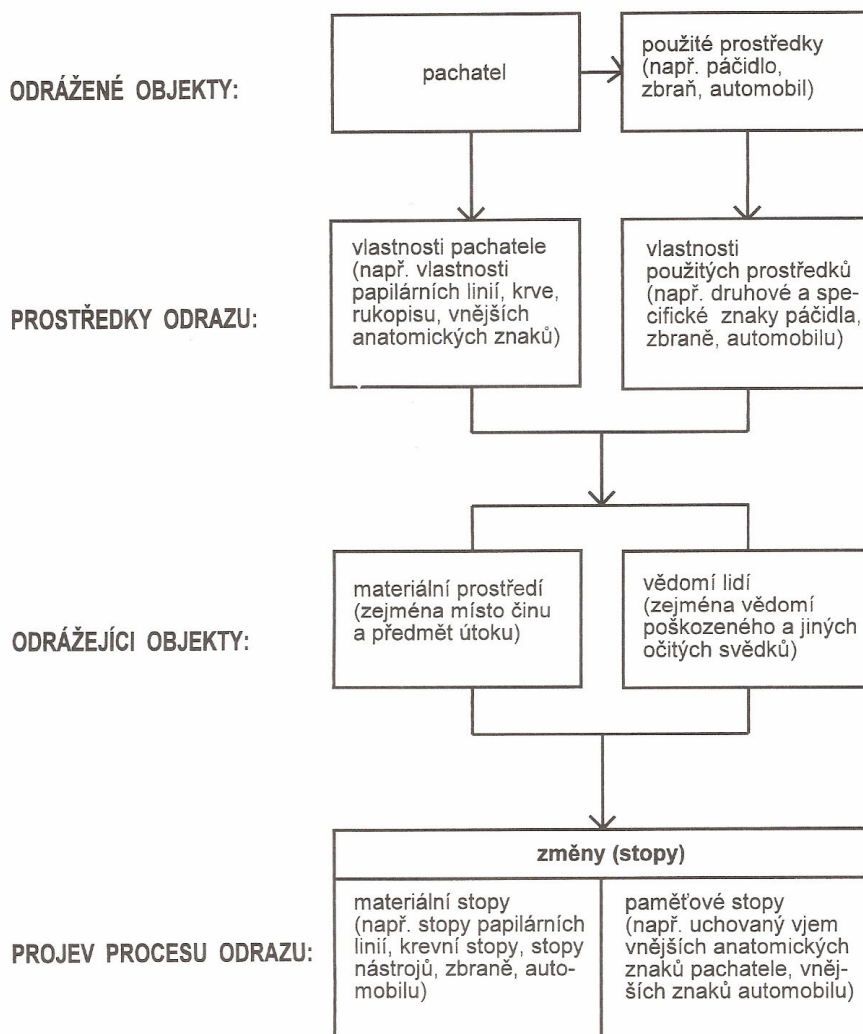 ODRÁŽENÉ OBJEKTY:
pachatel
použité prostředky
(např. páčidlo,
zbraň, automobil)
PROSTŘEDKY ODRAZU:
vlastnosti pachatele
(např. vlastnosti
papilárních linií, krve,
rukopisu, vnějších
anatomických znaků)
vlastnosti
použitých prostředků
(např. druhové a spe-
cifické znaky páčidla,
zbraně, automobilu)
ODRÁŽEJÍCI OBJEKTY:
materiální prostředí
(zejména místo činu
a předmět útoku)
vědomí lidí
(zejména vědomí
poškozeného a jiných
očitých svědků)
změny (stopy)
PROJEV PROCESU ODRAZU:
materiální stopy
(např. stopy papilárních
linií, krevní stopy, stopy
nástrojů, zbraně, auto-
mobilu)
paměťové stopy
(např. uchovaný vjem
vnějších anatomických
znaků pachatele, vněj-
ších znaků automobilu)